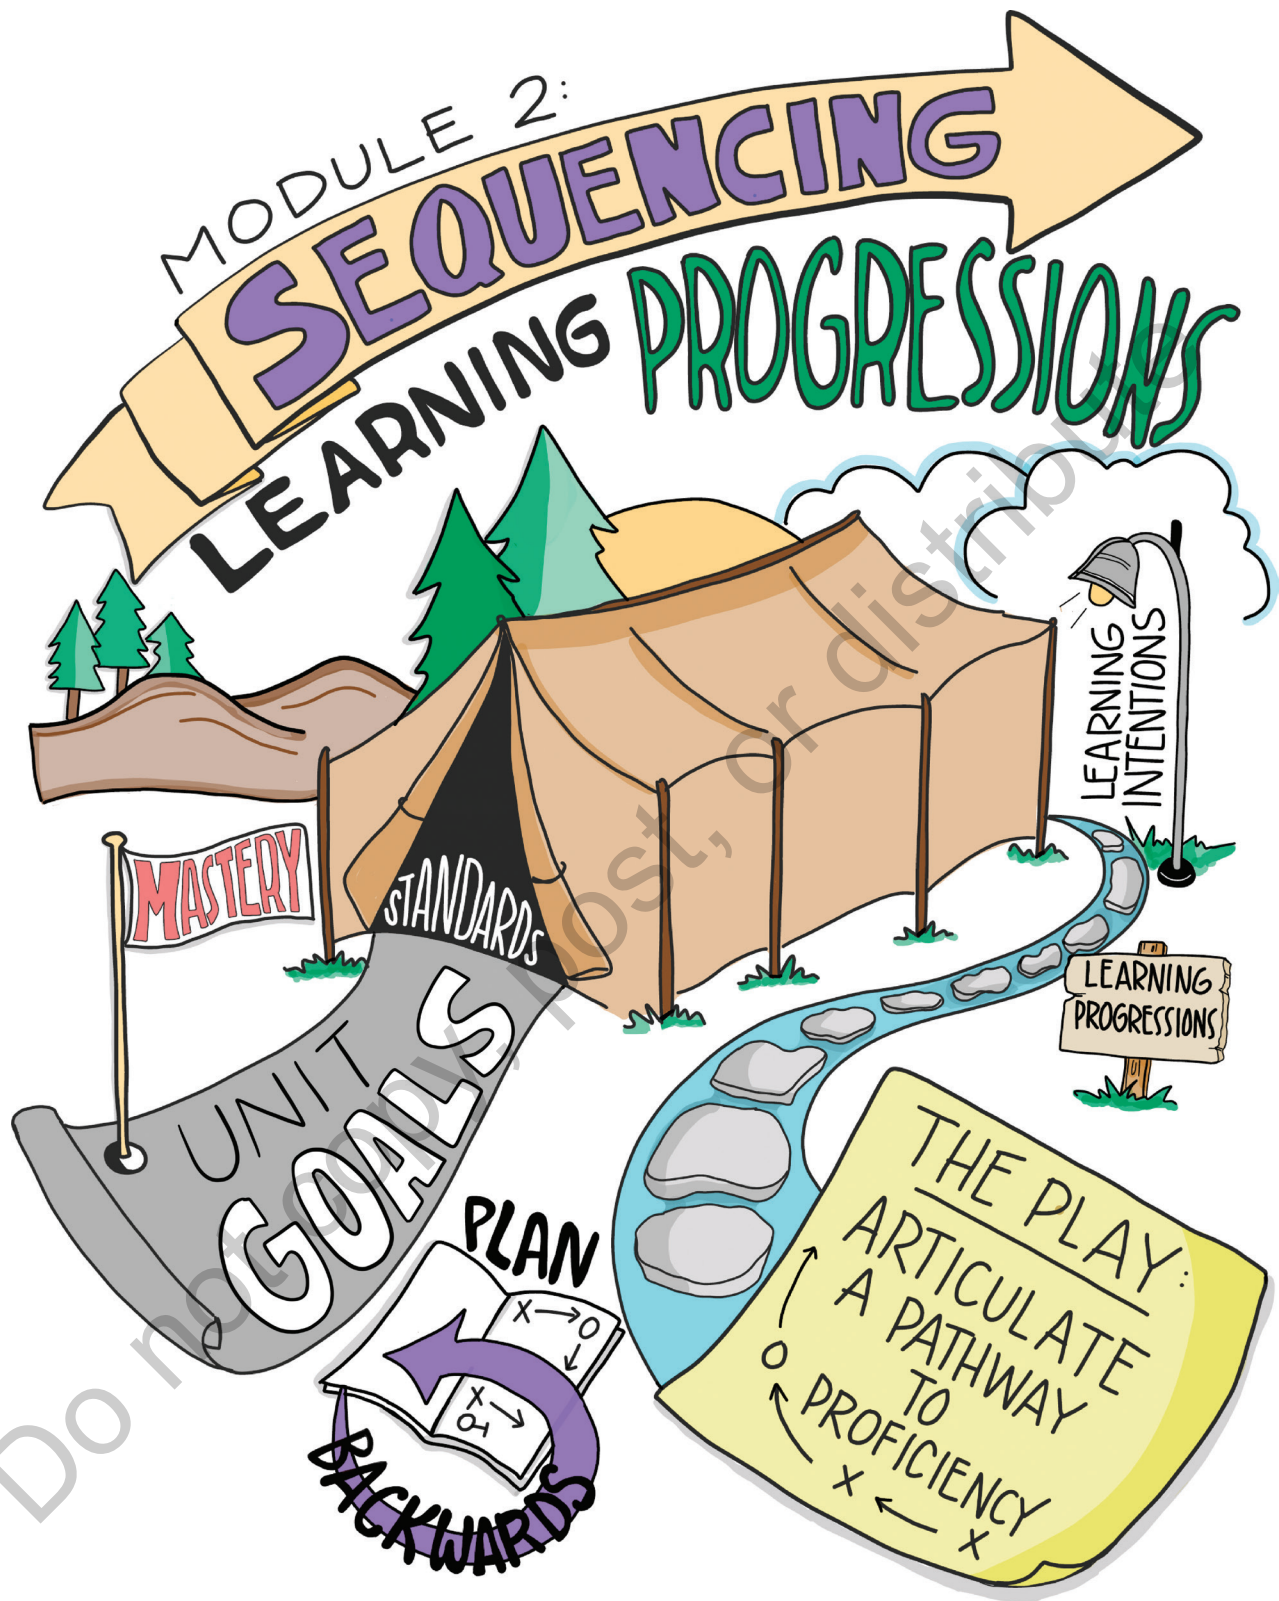 MODULE 2:
SEQUENCING
LEARNING PROGRESSIONS
LEARNING
INTENTIONS
MASTERY
STANDARDS
UNIT
GOALS
LEARNING
PROGRESSIONS
PLAN
BACKWARDS
X O
X
O
THE PLAY:
ARTICULATE
A PATHWAY
TO
PROFICIENCY
O
X X
Do not copy, post, or distribute